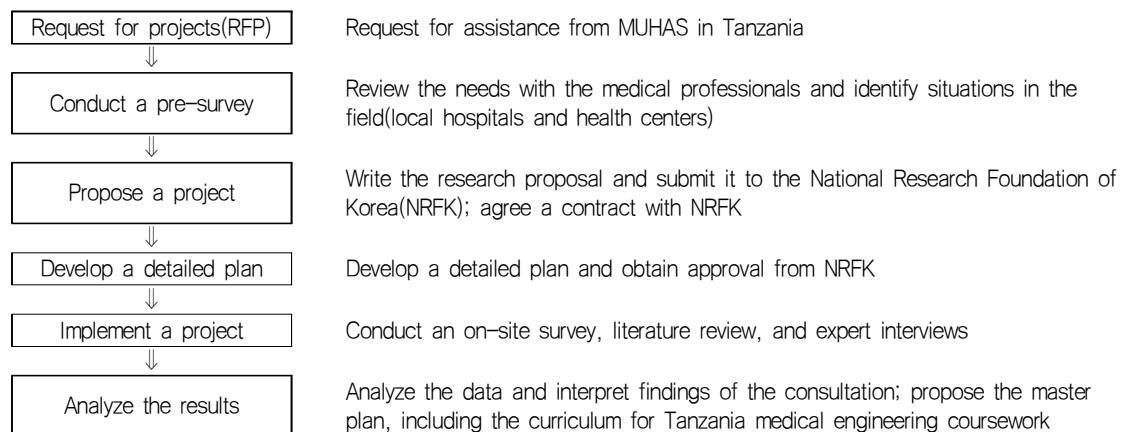 Request for projects(RFP)
Request for assistance from MUHAS in Tanzania
⇓
Conduct a pre-survey
Review the needs with the medical professionals and identify situations in the
field(local hospitals and health centers)
⇓
Propose a project
Write the research proposal and submit it to the National Research Foundation of
Korea(NRFK); agree a contract with NRFK
⇓
Develop a detailed plan
Develop a detailed plan and obtain approval from NRFK
⇓
Implement a project
Conduct an on-site survey, literature review, and expert interviews
⇓
Analyze the results
Analyze the data and interpret findings of the consultation; propose the master
plan, including the curriculum for Tanzania medical engineering coursework